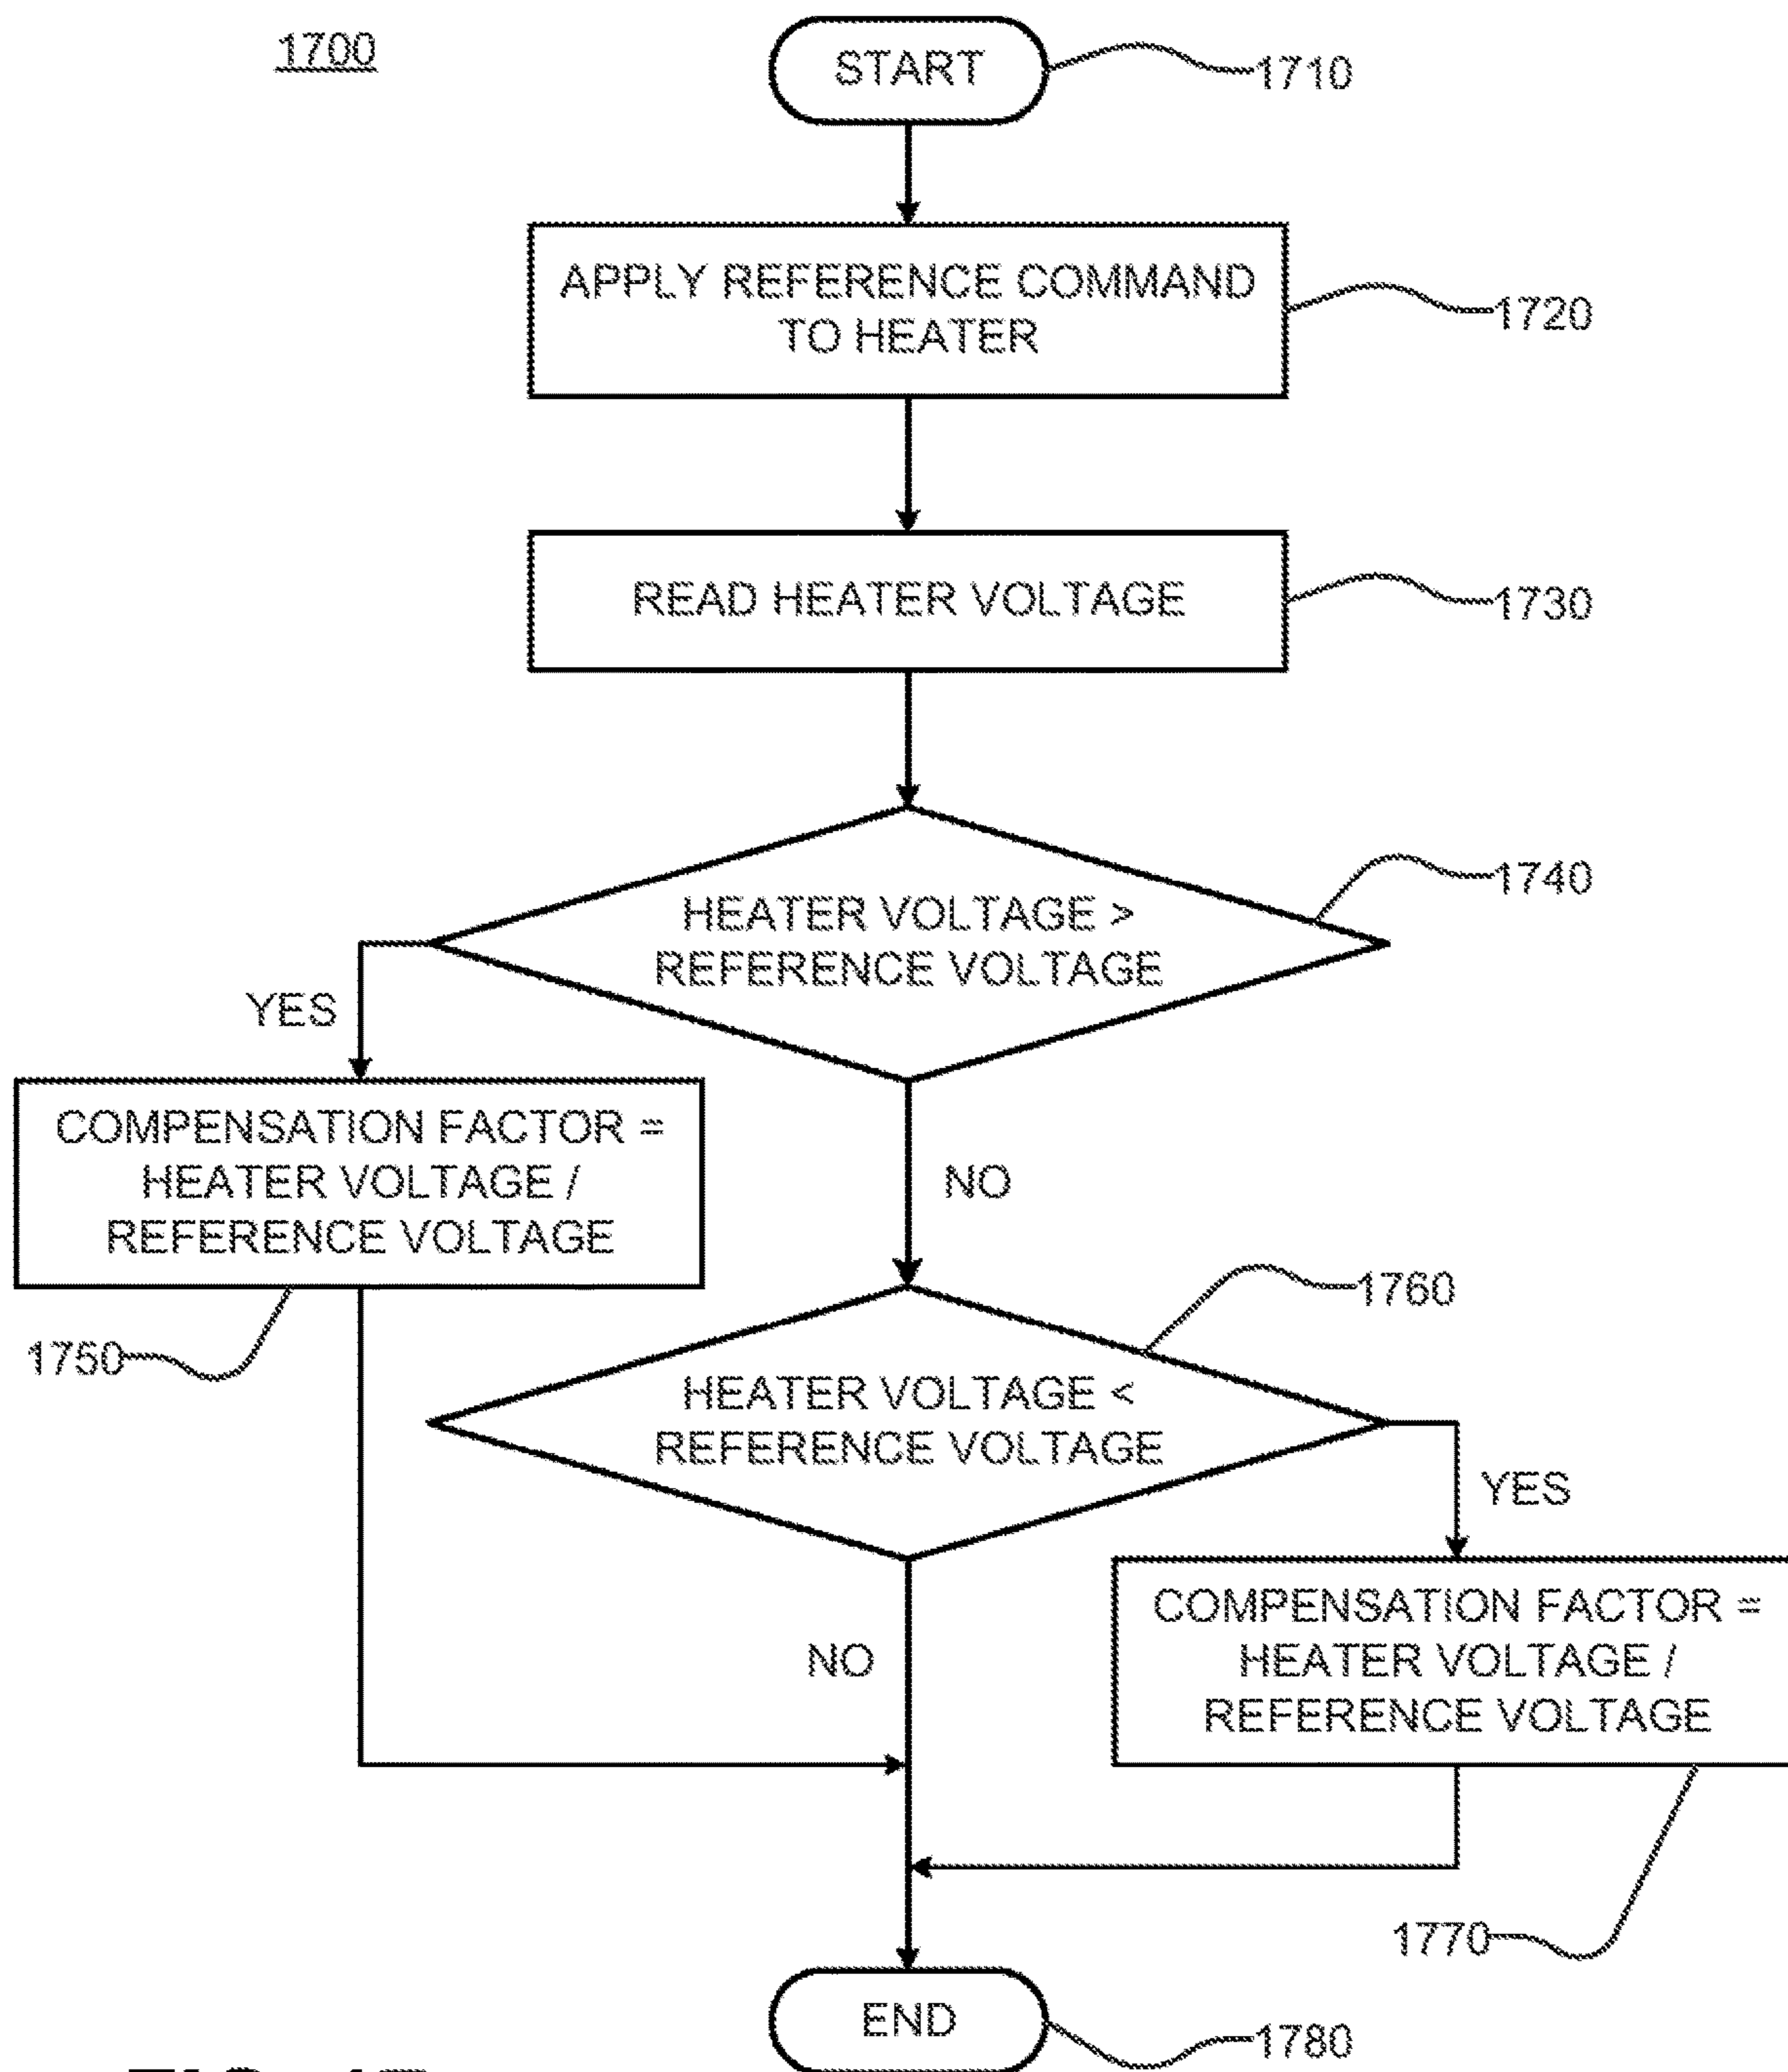 1700
START
1710
APPLY REFERENCE COMMAND
TO HEATER
1720
READ HEATER VOLTAGE
1730
HEATER VOLTAGE >
REFERENCE VOLTAGE
1740
YES
COMPENSATION FACTOR =
HEATER VOLTAGE /
REFERENCE VOLTAGE
1750
NO
HEATER VOLTAGE <
REFERENCE VOLTAGE
1760
YES
COMPENSATION FACTOR =
HEATER VOLTAGE /
REFERENCE VOLTAGE
1770
NO
END
1780